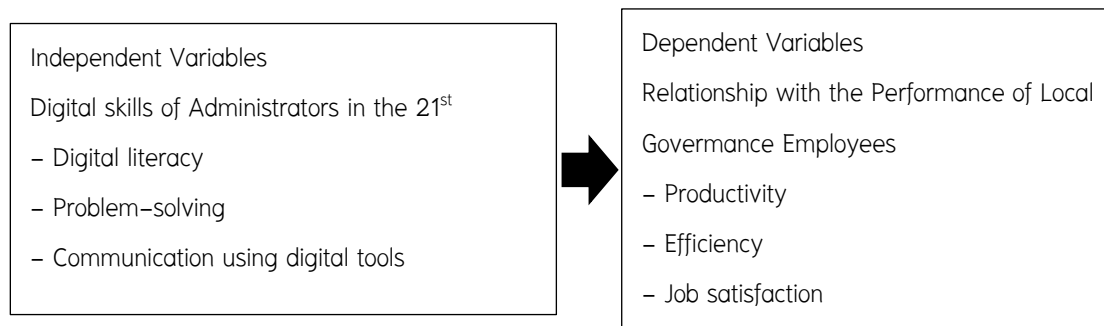 Independent Variables
Digital skills of Administrators in the 21st
– Digital literacy
– Problem–solving
– Communication using digital tools
Dependent Variables
Relationship with the Performance of Local
Governance Employees
– Productivity
– Efficiency
– Job satisfaction